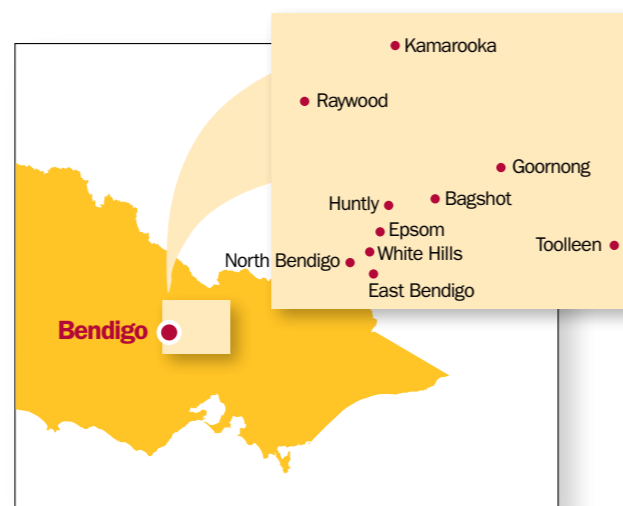 Kamarooka
Raywood
Goornong
Huntly
Bagshot
Epsom
Toolleen
White Hills
North Bendigo
East Bendigo
Bendigo